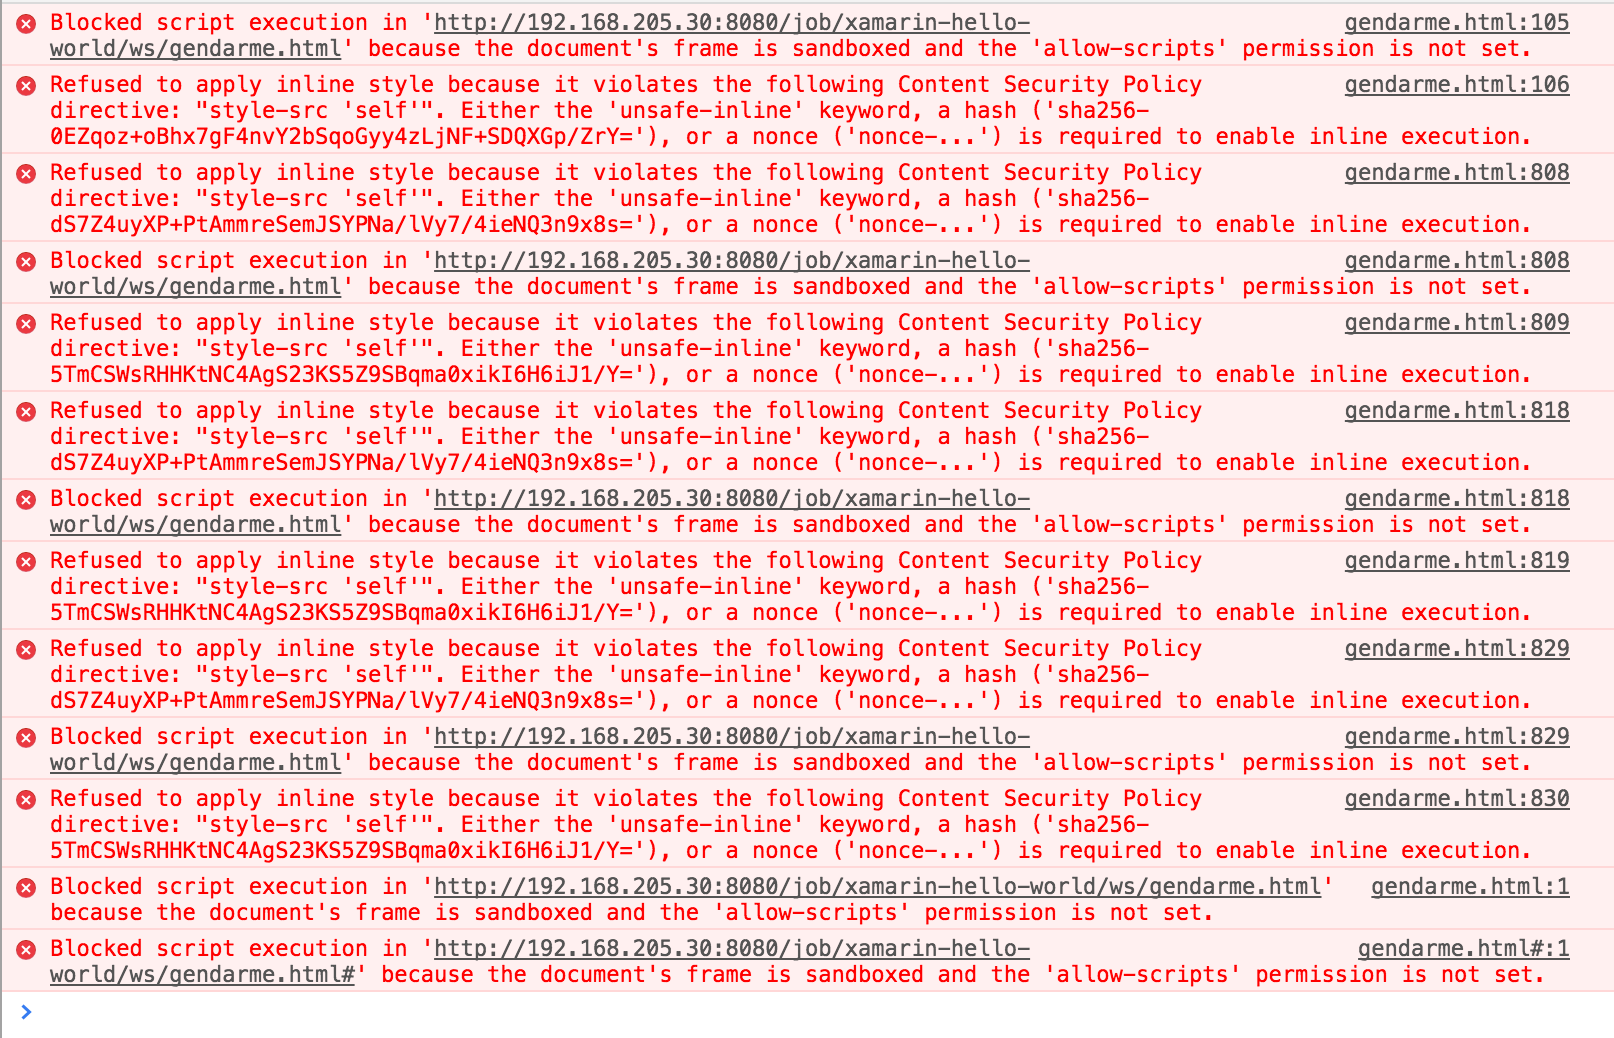 Blocked script execution in 'http://192.168.205.30:8080/job/xamarin-hello- gendarme.html:105
world/ws/gendarme.html' because the document's frame is sandboxed and the 'allow-scripts' permission is not set.
Refused to apply inline style because it violates the following Content Security Policy gendarme.html:106
directive: "style-src 'self'". Either the 'unsafe-inline' keyword, a hash ('sha256-
0EZqoz+oBhx7gF4nvY2bSqoGyy4zLjNF+SDQXGp/ZrY='), or a nonce ('nonce-...') is required to enable inline execution.
Refused to apply inline style because it violates the following Content Security Policy gendarme.html:808
directive: "style-src 'self'". Either the 'unsafe-inline' keyword, a hash ('sha256-
dS7Z4uyXP+PtAmmreSemJSYPNa/lVy7/4ieNQ3n9x8s='), or a nonce ('nonce-...') is required to enable inline execution.
Blocked script execution in 'http://192.168.205.30:8080/job/xamarin-hello- gendarme.html:808
world/ws/gendarme.html' because the document's frame is sandboxed and the 'allow-scripts' permission is not set.
Refused to apply inline style because it violates the following Content Security Policy gendarme.html:809
directive: "style-src 'self'". Either the 'unsafe-inline' keyword, a hash ('sha256-
5TmCSWsRHHKtNC4AgS23KS5Z9SBqma0xikI6H6iJ1/Y='), or a nonce ('nonce-...') is required to enable inline execution.
Refused to apply inline style because it violates the following Content Security Policy gendarme.html:818
directive: "style-src 'self'". Either the 'unsafe-inline' keyword, a hash ('sha256-
dS7Z4uyXP+PtAmmreSemJSYPNa/lVy7/4ieNQ3n9x8s='), or a nonce ('nonce-...') is required to enable inline execution.
Blocked script execution in 'http://192.168.205.30:8080/job/xamarin-hello- gendarme.html:818
world/ws/gendarme.html' because the document's frame is sandboxed and the 'allow-scripts' permission is not set.
Refused to apply inline style because it violates the following Content Security Policy gendarme.html:819
directive: "style-src 'self'". Either the 'unsafe-inline' keyword, a hash ('sha256-
5TmCSWsRHHKtNC4AgS23KS5Z9SBqma0xikI6H6iJ1/Y='), or a nonce ('nonce-...') is required to enable inline execution.
Refused to apply inline style because it violates the following Content Security Policy gendarme.html:829
directive: "style-src 'self'". Either the 'unsafe-inline' keyword, a hash ('sha256-
dS7Z4uyXP+PtAmmreSemJSYPNa/lVy7/4ieNQ3n9x8s='), or a nonce ('nonce-...') is required to enable inline execution.
Blocked script execution in 'http://192.168.205.30:8080/job/xamarin-hello- gendarme.html:829
world/ws/gendarme.html' because the document's frame is sandboxed and the 'allow-scripts' permission is not set.
Refused to apply inline style because it violates the following Content Security Policy gendarme.html:830
directive: "style-src 'self'". Either the 'unsafe-inline' keyword, a hash ('sha256-
5TmCSWsRHHKtNC4AgS23KS5Z9SBqma0xikI6H6iJ1/Y='), or a nonce ('nonce-...') is required to enable inline execution.
Blocked script execution in 'http://192.168.205.30:8080/job/xamarin-hello-world/ws/gendarme.html' gendarme.html:1
because the document's frame is sandboxed and the 'allow-scripts' permission is not set.
Blocked script execution in 'http://192.168.205.30:8080/job/xamarin-hello- gendarme.html#:1
world/ws/gendarme.html#' because the document's frame is sandboxed and the 'allow-scripts' permission is not set.